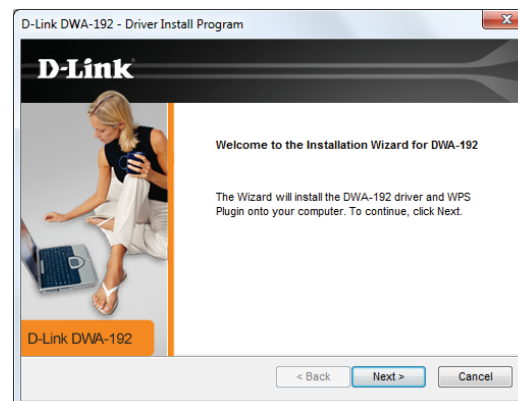 D-Link DWA-192 - Driver Install Program
D-Link
Welcome to the Installation Wizard for DWA-192
The Wizard will install the DWA-192 driver and WPS
Plugin onto your computer. To continue, click Next.
D-Link DWA-192
< Back
Next >
Cancel